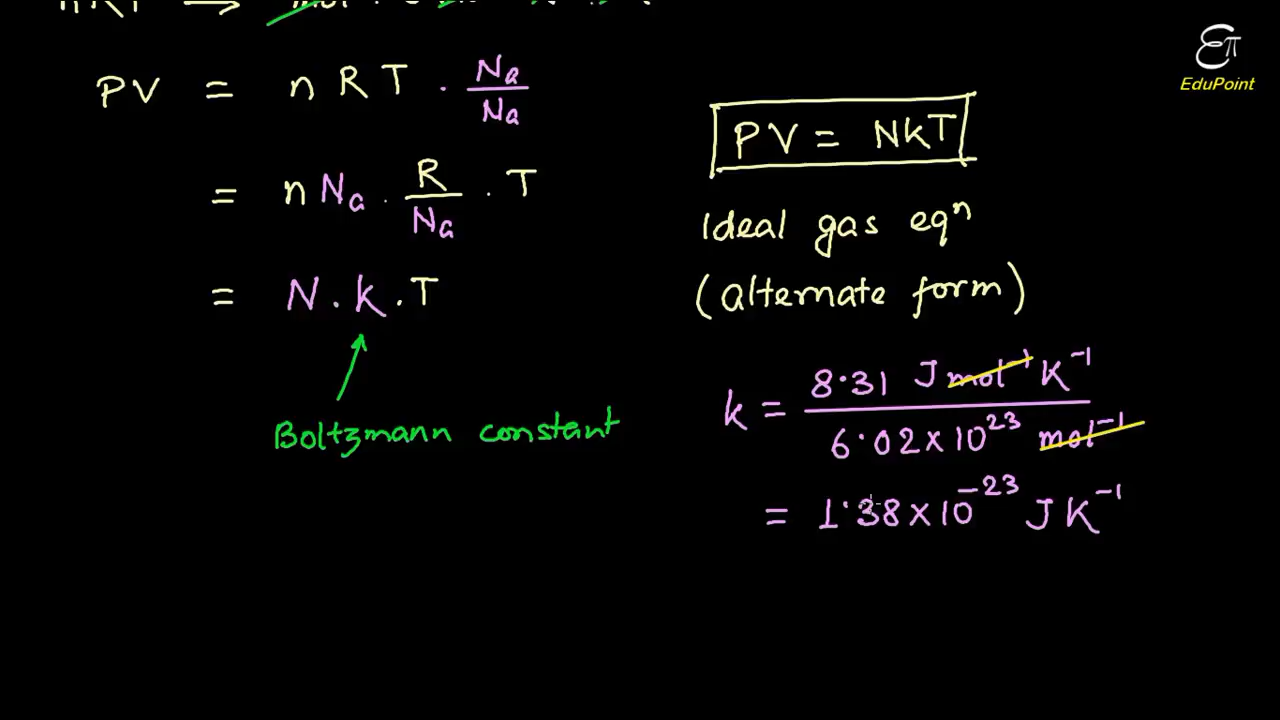 PV = nRT · Na/Na
= nNa · R/Na · T
= N · k · T
Boltzmann constant
PV = NkT
Ideal gas eqⁿ
(alternate form)
k = 8.31 J mol⁻¹ K⁻¹ / 6.02×10²³ mol⁻¹
= 1.38×10⁻²³ J K⁻¹
επ
EduPoint